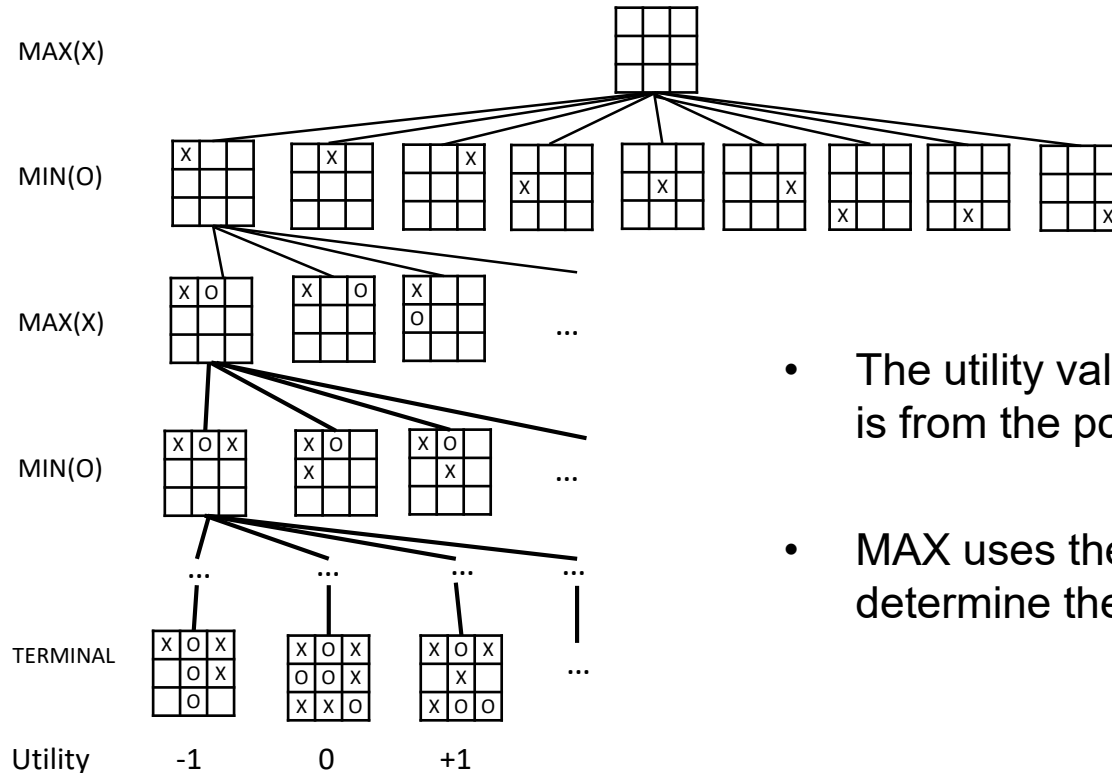 MAX(X)
X X X X X X X X X
MIN(O)
X O X O X
O
MAX(X)
...
• The utility val
is from the po
X O X X O X O
X X
MIN(O)
...
• MAX uses the
determine the
... ... ... ...
X O X X O X X O X
TERMINAL
O X O O X X
...
O X X O X O O
Utility -1 0 +1